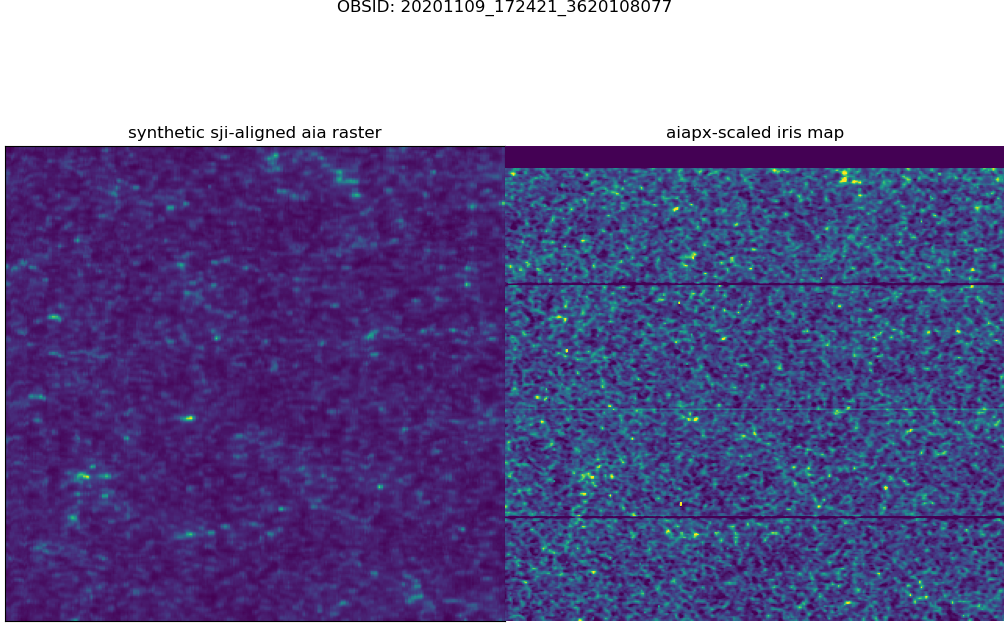 OBSID: 20201109_172421_3620108077
synthetic sji-aligned aia raster
aiapx-scaled iris map